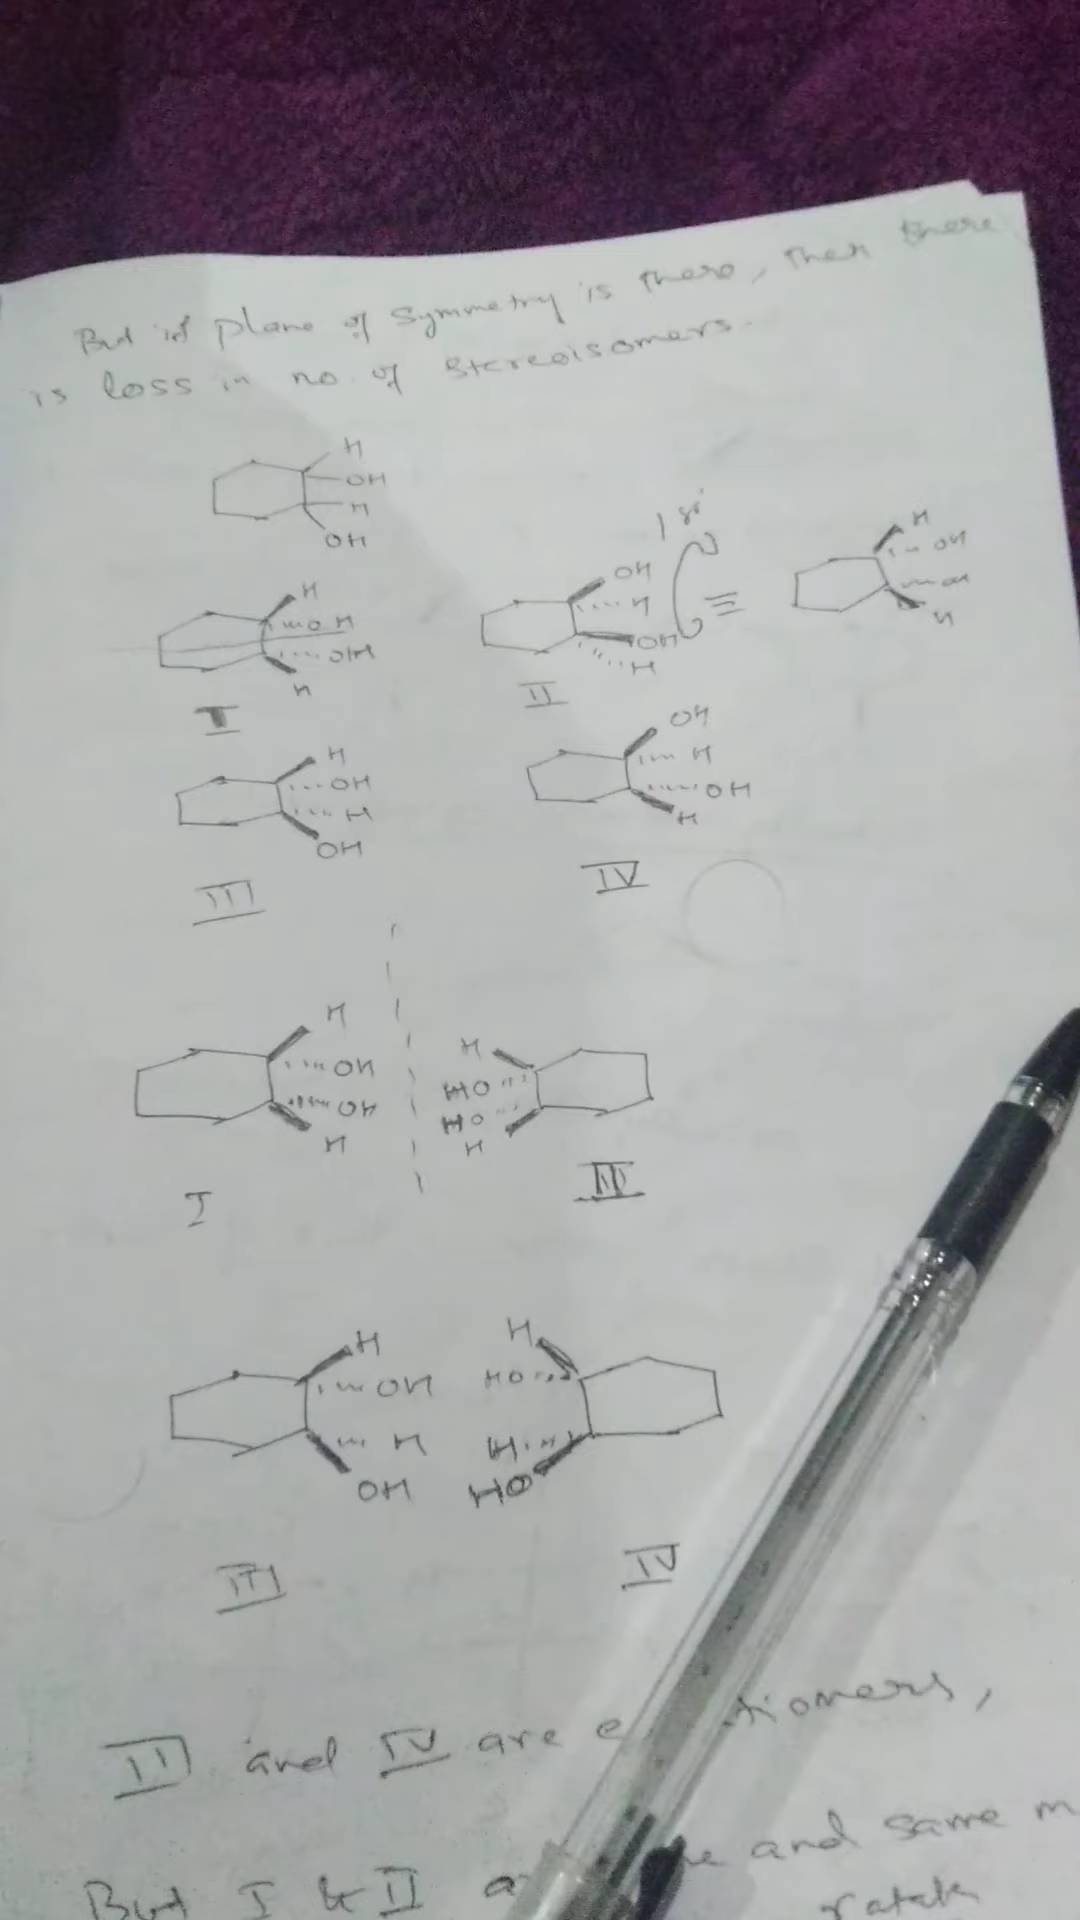 But if plane of symmetry is there, then there
is loss in no. of stereoisomers.
H
OH
H
OH
H
OH
OH
H
I
OH
H
OH
H
II
≡
H
OH
OH
H
H
OH
H
OH
III
OH
H
OH
H
IV
H
OH
OH
H
I
H
HO
HO
H
H
OH
H
OH
III
H
HO
H
HO
IV
III and IV are tiomers,
But I & II and same m